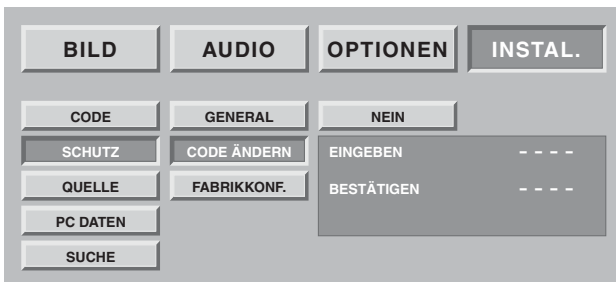 BILD AUDIO OPTIONEN INSTAL.
CODE GENERAL NEIN
SCHUTZ CODE ÄNDERN EINGEBEN - - - -
QUELLE FABRIKKONF. BESTÄTIGEN - - - -
PC DATEN
SUCHE